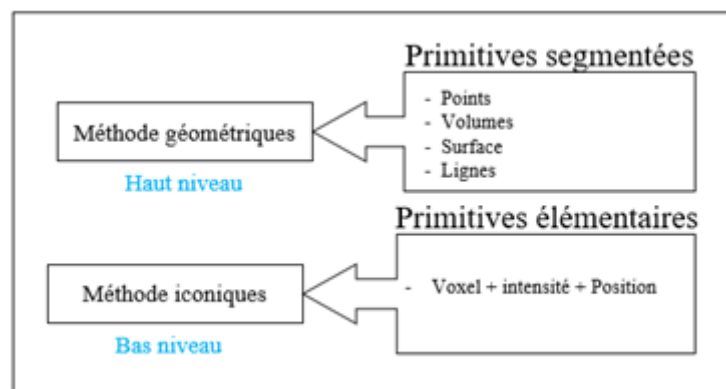 Primitives segmentées
- Points
- Volumes
- Surface
- Lignes
Méthode géométriques
Haut niveau
Primitives élémentaires
- Voxel + intensité + Position
Méthode iconiques
Bas niveau